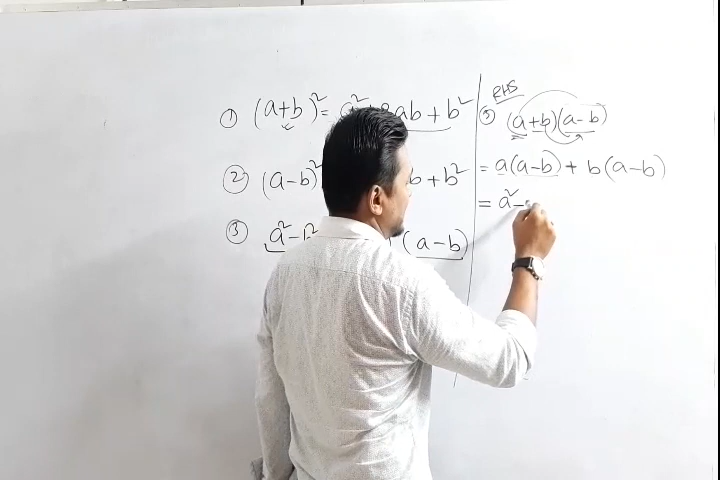 ① (a+b)² = a²+2ab+b²
② (a-b)² b+b²
③ a²-b² (a-b)
RHS
③ (a+b)(a-b)
= a(a-b) + b(a-b)
= a²-